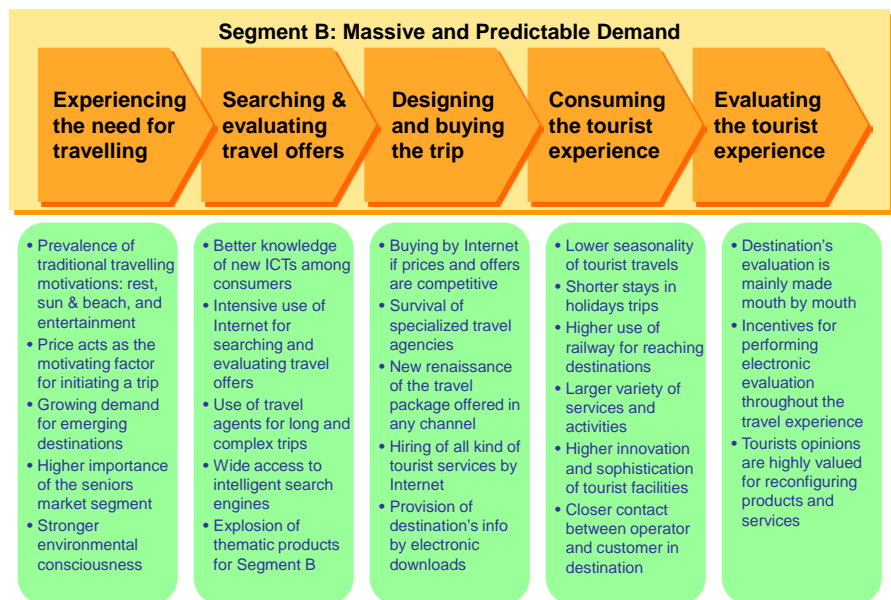 Segment B: Massive and Predictable Demand
Experiencing
the need for
travelling
Searching &
evaluating
travel offers
Designing
and buying
the trip
Consuming
the tourist
experience
Evaluating
the tourist
experience
• Prevalence of
traditional travelling
motivations: rest,
sun & beach, and
entertainment
• Price acts as the
motivating factor
for initiating a trip
• Growing demand
for emerging
destinations
• Higher importance
of the seniors
market segment
• Stronger
environmental
consciousness
• Better knowledge
of new ICTs among
consumers
• Intensive use of
Internet for
searching and
evaluating travel
offers
• Use of travel
agents for long and
complex trips
• Wide access to
intelligent search
engines
• Explosion of
thematic products
for Segment B
• Buying by Internet
if prices and offers
are competitive
• Survival of
specialized travel
agencies
• New renaissance
of the travel
package offered in
any channel
• Hiring of all kind of
tourist services by
Internet
• Provision of
destination's info
by electronic
downloads
• Lower seasonality
of tourist travels
• Shorter stays in
holidays trips
• Higher use of
railway for reaching
destinations
• Larger variety of
services and
activities
• Higher innovation
and sophistication
of tourist facilities
• Closer contact
between operator
and customer in
destination
• Destination's
evaluation is
mainly made
mouth by mouth
• Incentives for
performing
electronic
evaluation
throughout the
travel experience
• Tourists opinions
are highly valued
for reconfiguring
products and
services